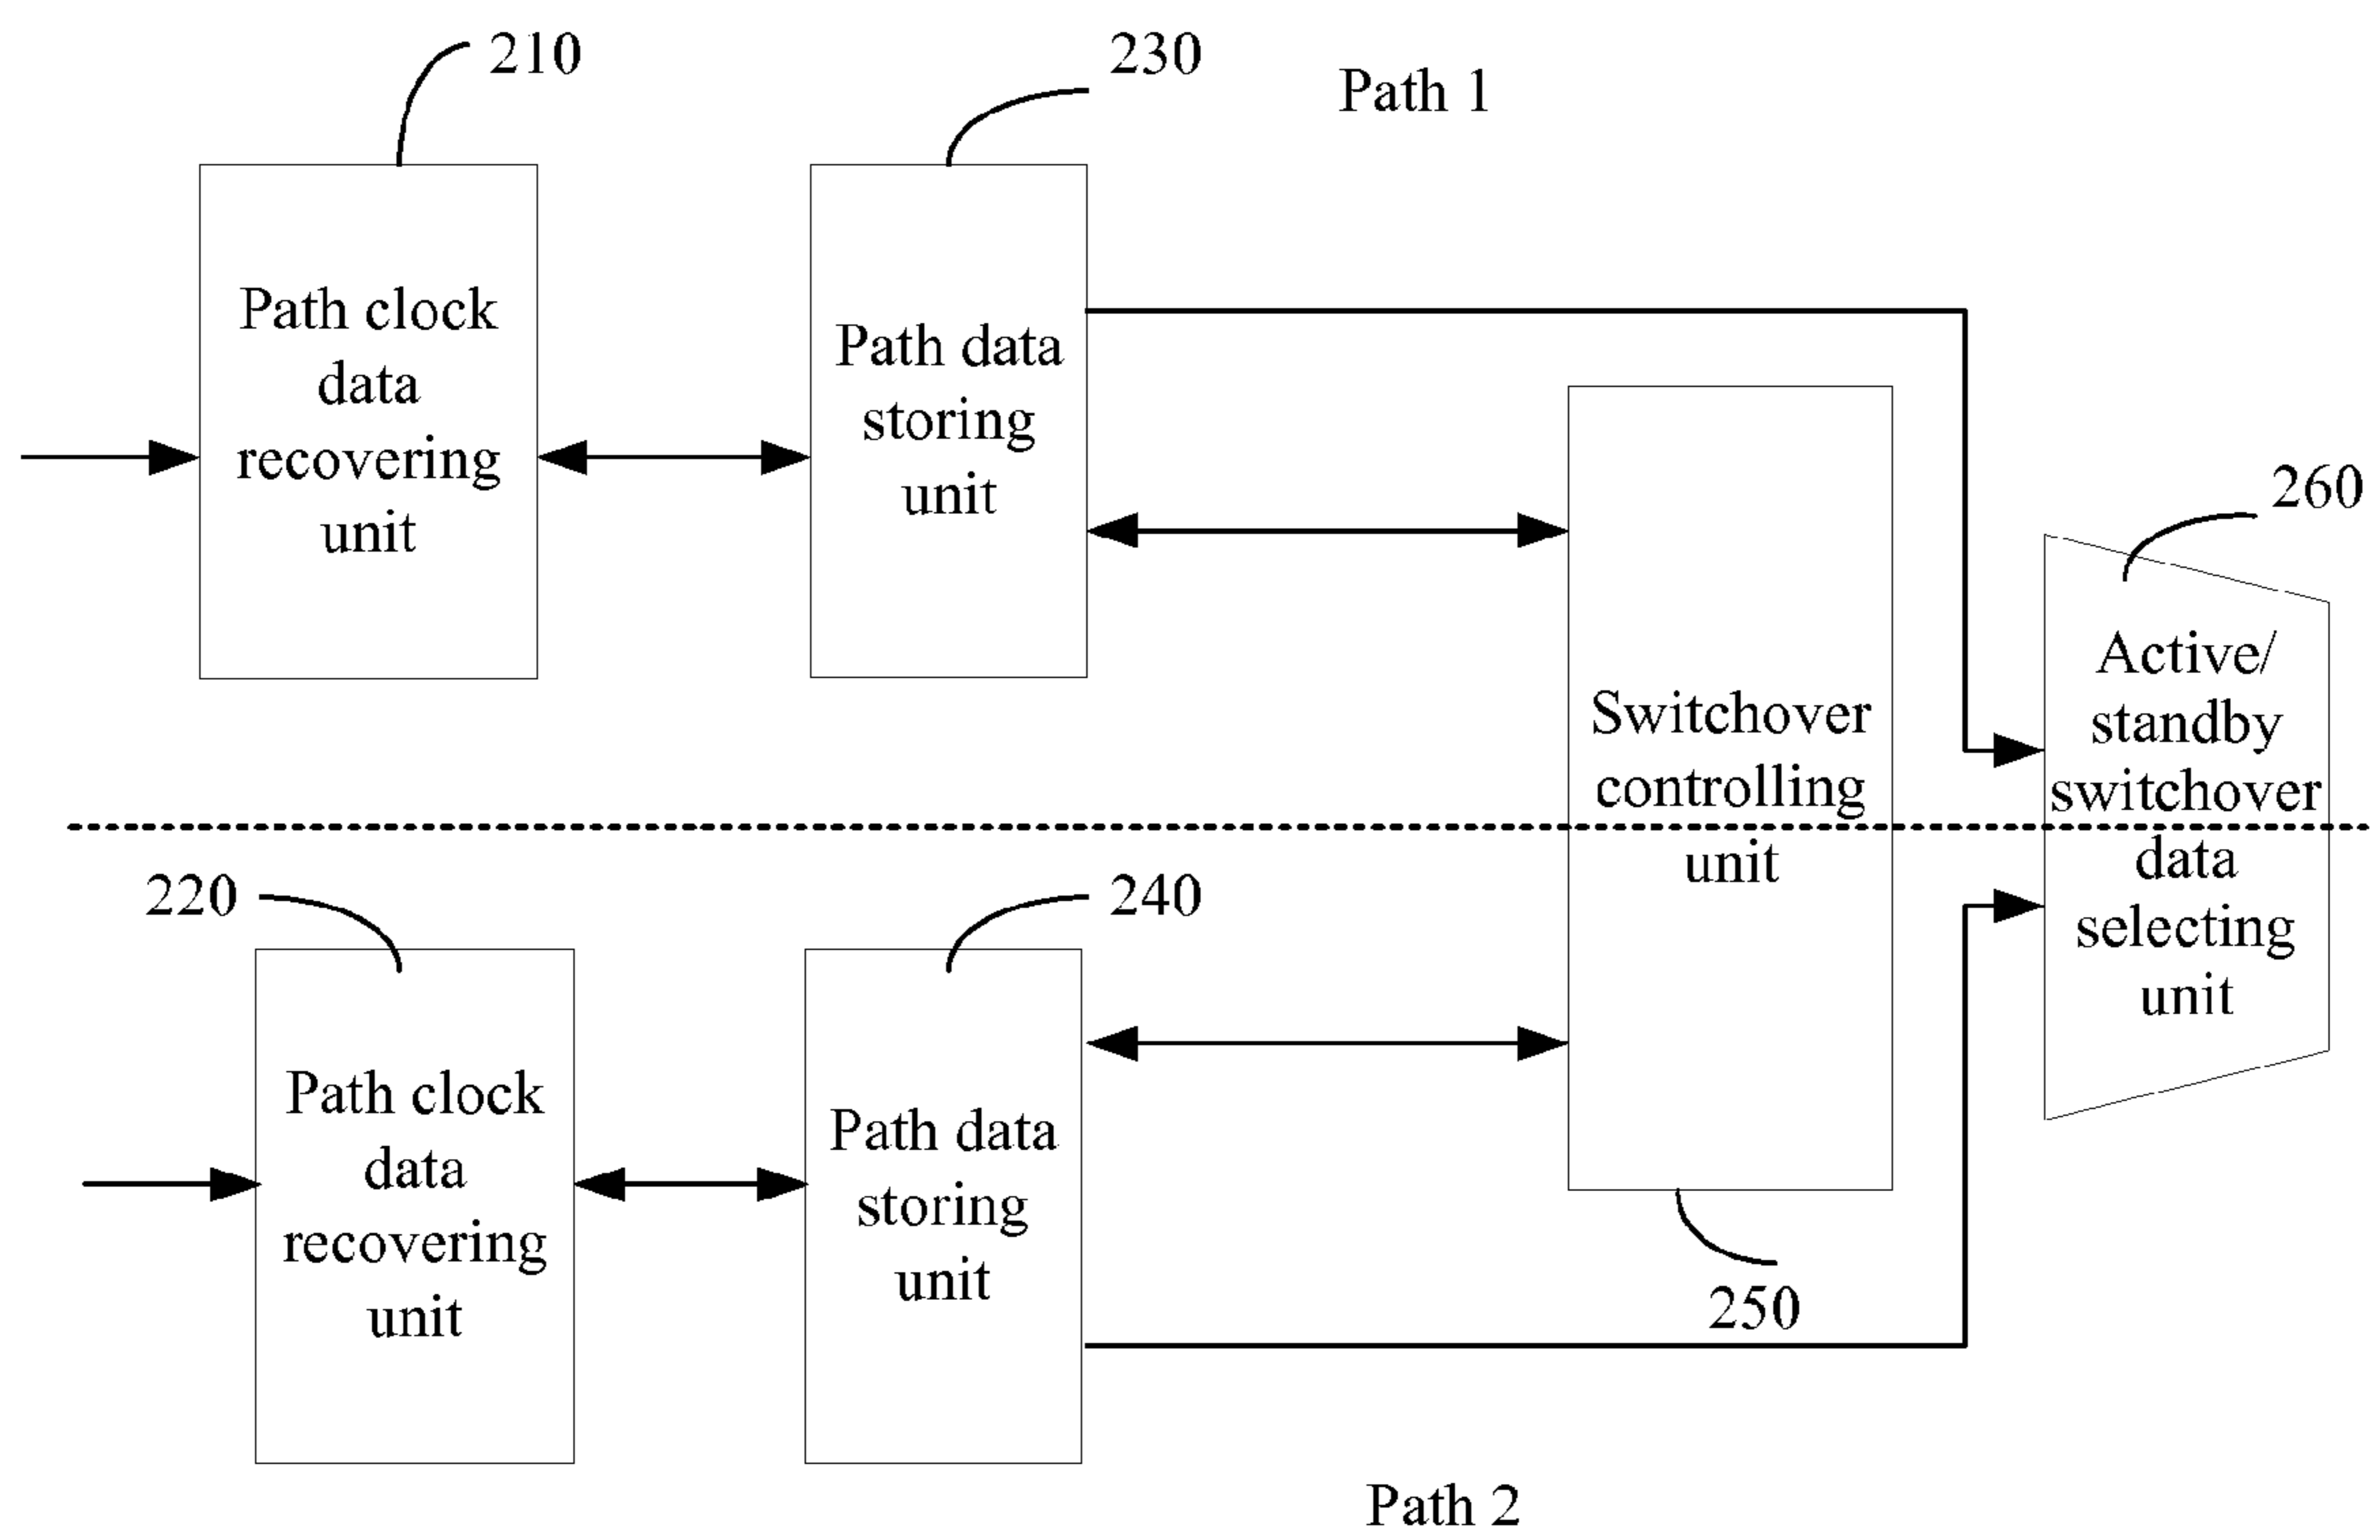 210
230
Path 1
Path clock
data
recovering
unit
Path data
storing
unit
260
Switchover
controlling
unit
Active/
standby
switchover
data
selecting
unit
220
240
Path clock
data
recovering
unit
Path data
storing
unit
250
Path 2